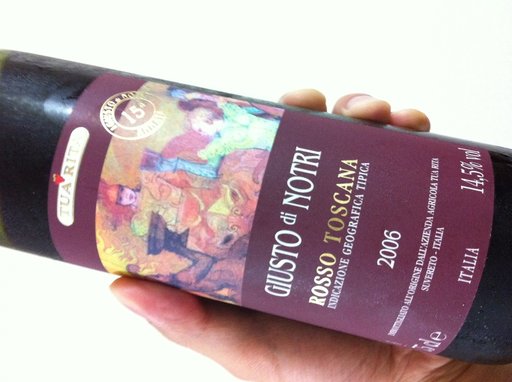 TUA RITA
15°
GIUSTO di NOTRI
ROSSO TOSCANA
INDICAZIONE GEOGRAFICA TIPICA
2006
IMBOTTIGLIATO ALL'ORIGINE DALL'AZIENDA AGRICOLA TUA RITA
SUVERETO - ITALIA
ITALIA 14,5% vol